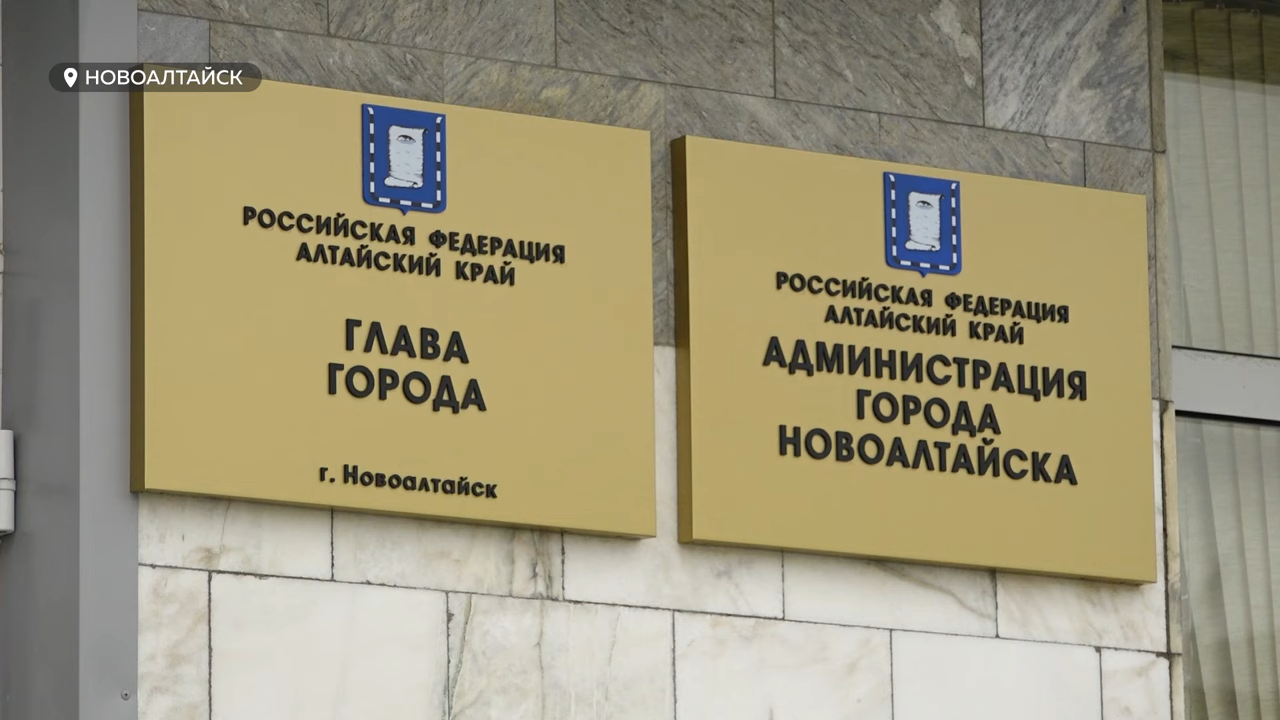 НОВОАЛТАЙСК
РОССИЙСКАЯ ФЕДЕРАЦИЯ
АЛТАЙСКИЙ КРАЙ
ГЛАВА
ГОРОДА
г. Новоалтайск
РОССИЙСКАЯ ФЕДЕРАЦИЯ
АЛТАЙСКИЙ КРАЙ
АДМИНИСТРАЦИЯ
ГОРОДА
НОВОАЛТАЙСКА